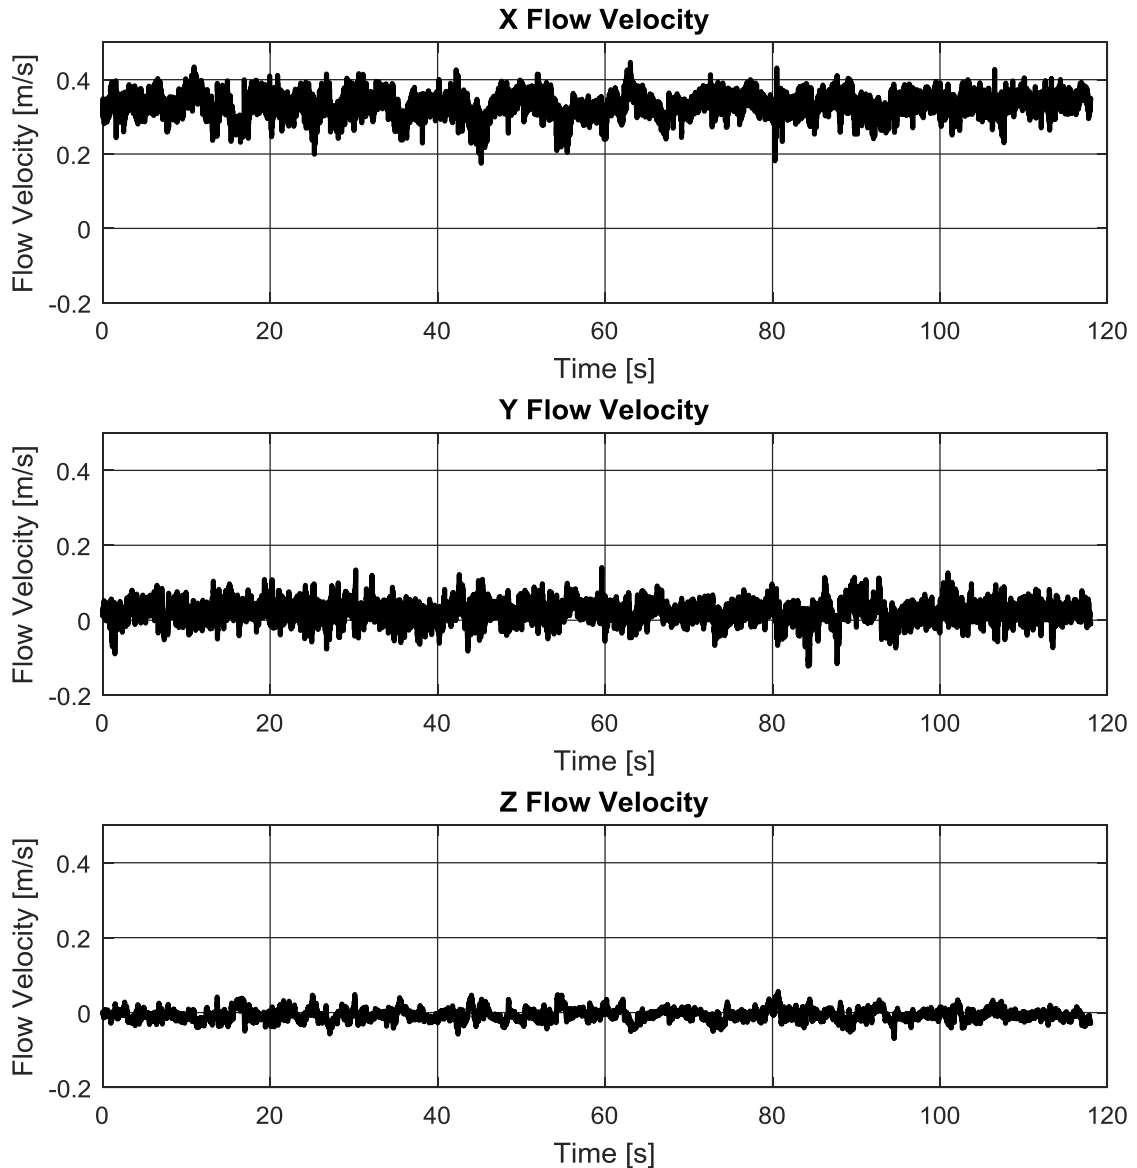 X Flow Velocity
Flow Velocity [m/s]
0.4
0.2
0
-0.2
0 20 40 60 80 100 120
Time [s]
Y Flow Velocity
Flow Velocity [m/s]
0.4
0.2
0
-0.2
0 20 40 60 80 100 120
Time [s]
Z Flow Velocity
Flow Velocity [m/s]
0.4
0.2
0
-0.2
0 20 40 60 80 100 120
Time [s]